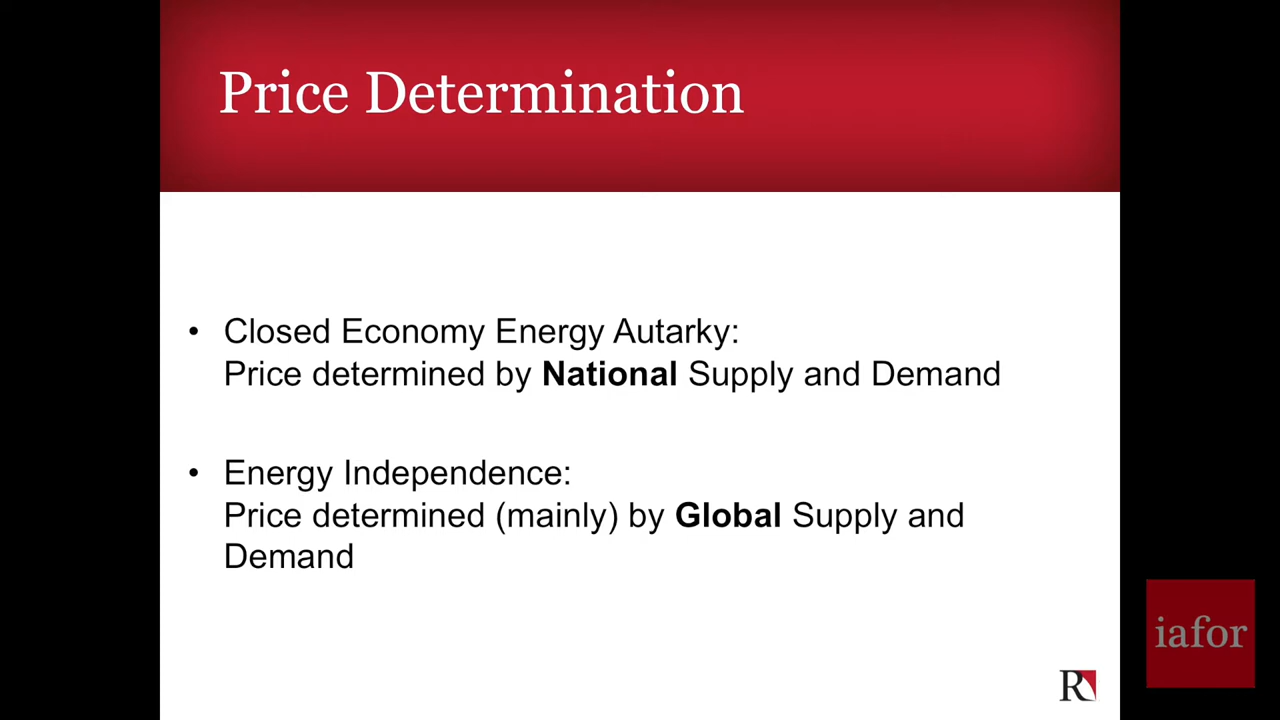 Price Determination
• Closed Economy Energy Autarky:
Price determined by National Supply and Demand
• Energy Independence:
Price determined (mainly) by Global Supply and
Demand
iafor
R